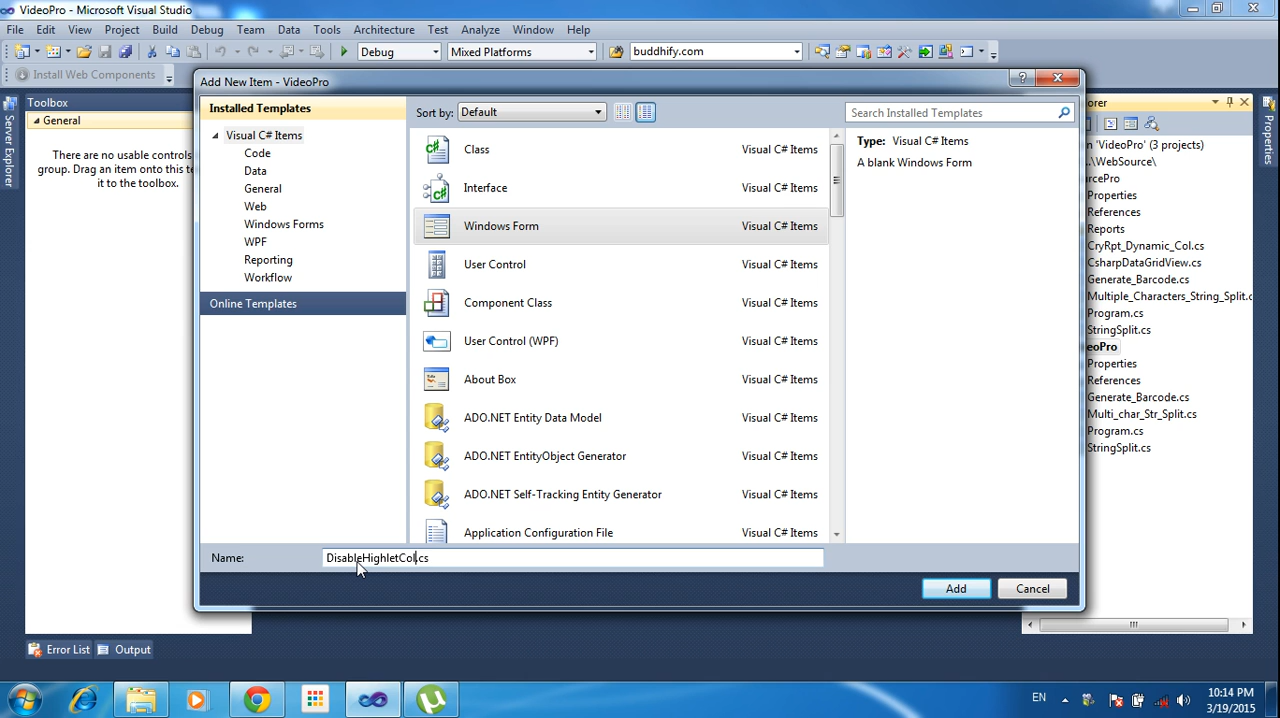 VideoPro - Microsoft Visual Studio
File Edit View Project Build Debug Team Data Tools Architecture Test Analyze Window Help
Debug Mixed Platforms buddhify.com
Install Web Components
Toolbox
General
There are no usable controls
group. Drag an item onto this te
it to the toolbox.
Server Explorer
Add New Item - VideoPro
Installed Templates
Visual C# Items
Code
Data
General
Web
Windows Forms
WPF
Reporting
Workflow
Online Templates
Sort by: Default
Search Installed Templates
Class Visual C# Items
Interface Visual C# Items
Windows Form Visual C# Items
User Control Visual C# Items
Component Class Visual C# Items
User Control (WPF) Visual C# Items
About Box Visual C# Items
ADO.NET Entity Data Model Visual C# Items
ADO.NET EntityObject Generator Visual C# Items
ADO.NET Self-Tracking Entity Generator Visual C# Items
Application Configuration File Visual C# Items
Type: Visual C# Items
A blank Windows Form
Name: DisableHighletCol.cs
Add Cancel
orer
n 'VideoPro' (3 projects)
..\WebSource\
rcePro
Properties
References
Reports
CryRpt_Dynamic_Col.cs
CsharpDataGridView.cs
Generate_Barcode.cs
Multiple_Characters_String_Split.c
Program.cs
StringSplit.cs
eoPro
Properties
References
Generate_Barcode.cs
Multi_char_Str_Split.cs
Program.cs
StringSplit.cs
Properties
Error List Output
EN
10:14 PM
3/19/2015